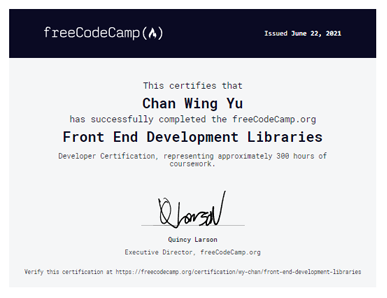 freeCodeCamp(🔥)
Issued June 22, 2021
This certifies that
Chan Wing Yu
has successfully completed the freeCodeCamp.org
Front End Development Libraries
Developer Certification, representing approximately 300 hours of
coursework.
Quincy Larson
Executive Director, freeCodeCamp.org
Verify this certification at https://freecodecamp.org/certification/wy-chan/front-end-development-libraries